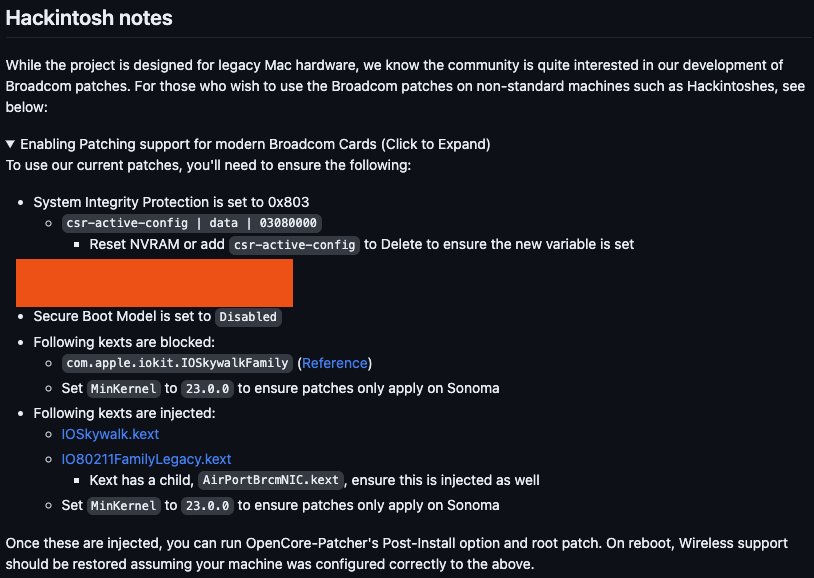 Hackintosh notes
While the project is designed for legacy Mac hardware, we know the community is quite interested in our development of
Broadcom patches. For those who wish to use the Broadcom patches on non-standard machines such as Hackintoshes, see
below:
▼ Enabling Patching support for modern Broadcom Cards (Click to Expand)
To use our current patches, you'll need to ensure the following:
• System Integrity Protection is set to 0x803
◦ csr-active-config | data | 03080000
▪ Reset NVRAM or add csr-active-config to Delete to ensure the new variable is set
• Secure Boot Model is set to Disabled
• Following kexts are blocked:
◦ com.apple.iokit.IOSkywalkFamily (Reference)
◦ Set MinKernel to 23.0.0 to ensure patches only apply on Sonoma
• Following kexts are injected:
◦ IOSkywalk.kext
◦ IO80211FamilyLegacy.kext
▪ Kext has a child, AirPortBrcmNIC.kext, ensure this is injected as well
◦ Set MinKernel to 23.0.0 to ensure patches only apply on Sonoma
Once these are injected, you can run OpenCore-Patcher's Post-Install option and root patch. On reboot, Wireless support
should be restored assuming your machine was configured correctly to the above.